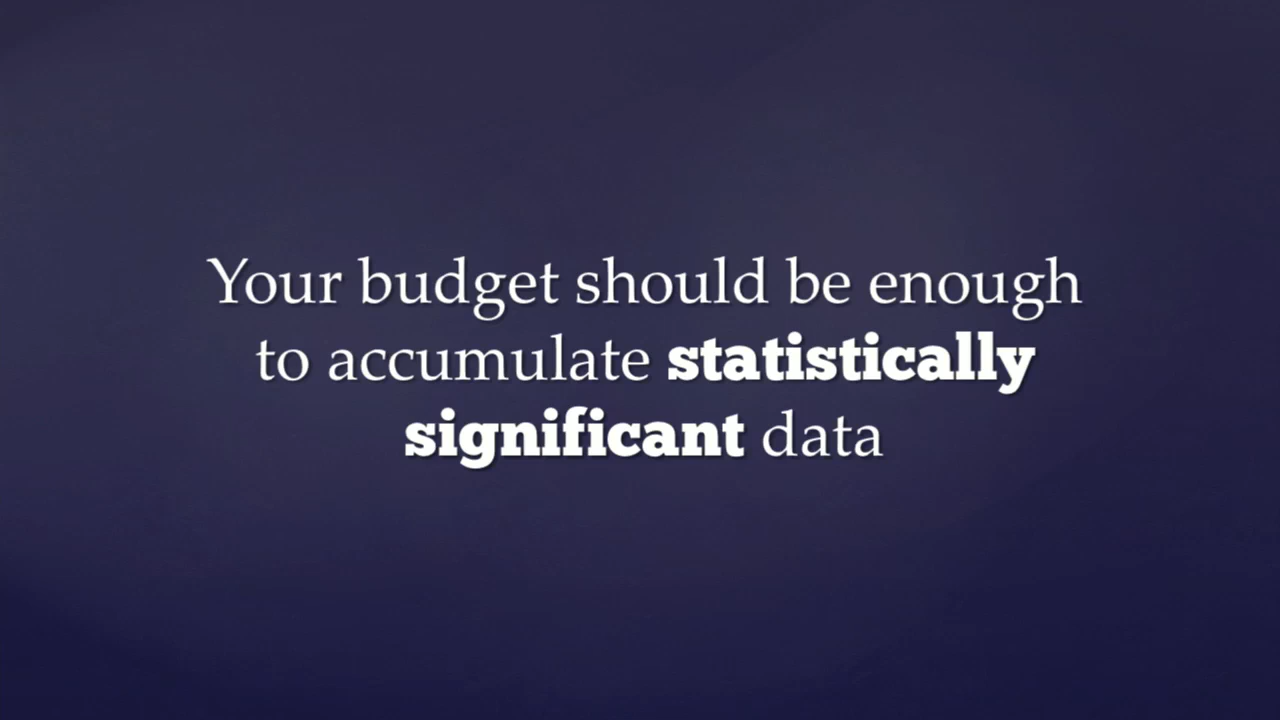 Your budget should be enough
to accumulate statistically
significant data